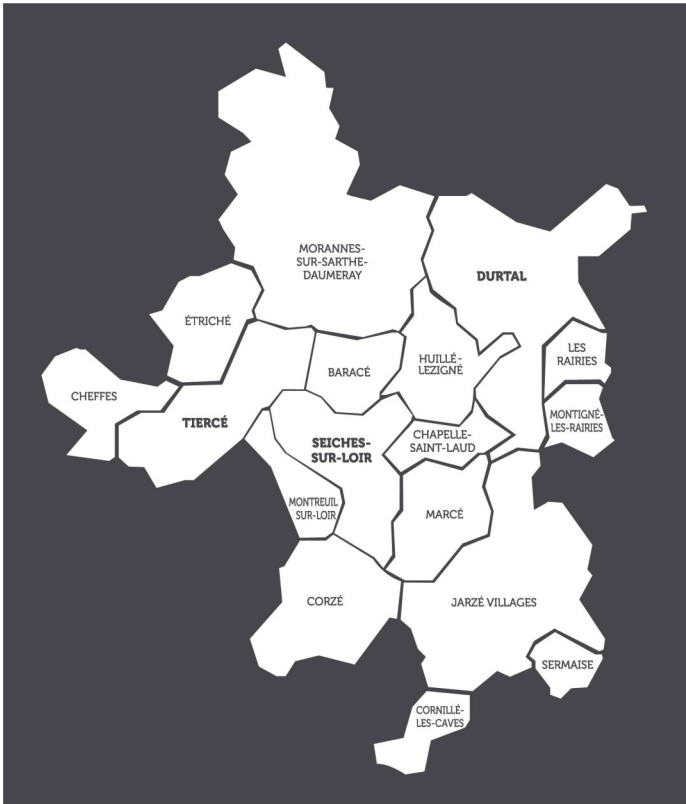 MORANNES-
SUR-SARTHE-
DAUMERAY
DURTAL
ÉTRICHÉ
HUILLÉ-
LEZIGNÉ
LES
RAIRIES
BARACÉ
CHEFFES
TIERCÉ
MONTIGNÉ-
LES-RAIRIES
SEICHES-
SUR-LOIR
CHAPELLE-
SAINT-LAUD
MONTREUIL
SUR-LOIR
MARCÉ
CORZÉ
JARZÉ VILLAGES
SERMAISE
CORNILLÉ-
LES-CAVES